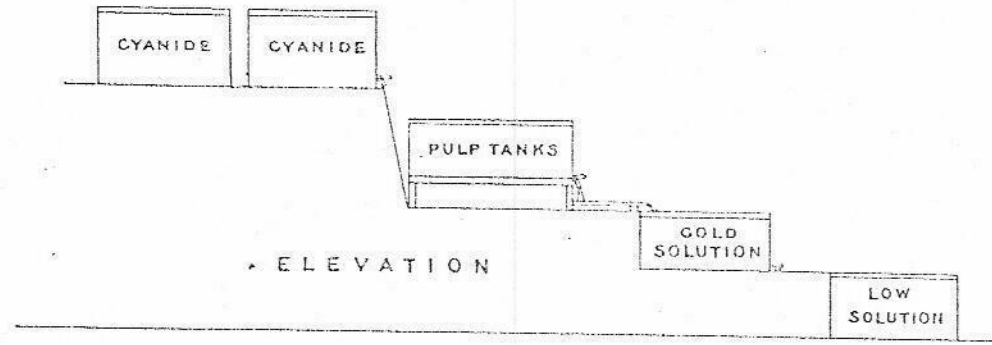 CYANIDE
CYANIDE
PULP TANKS
GOLD
SOLUTION
ELEVATION
LOW
SOLUTION